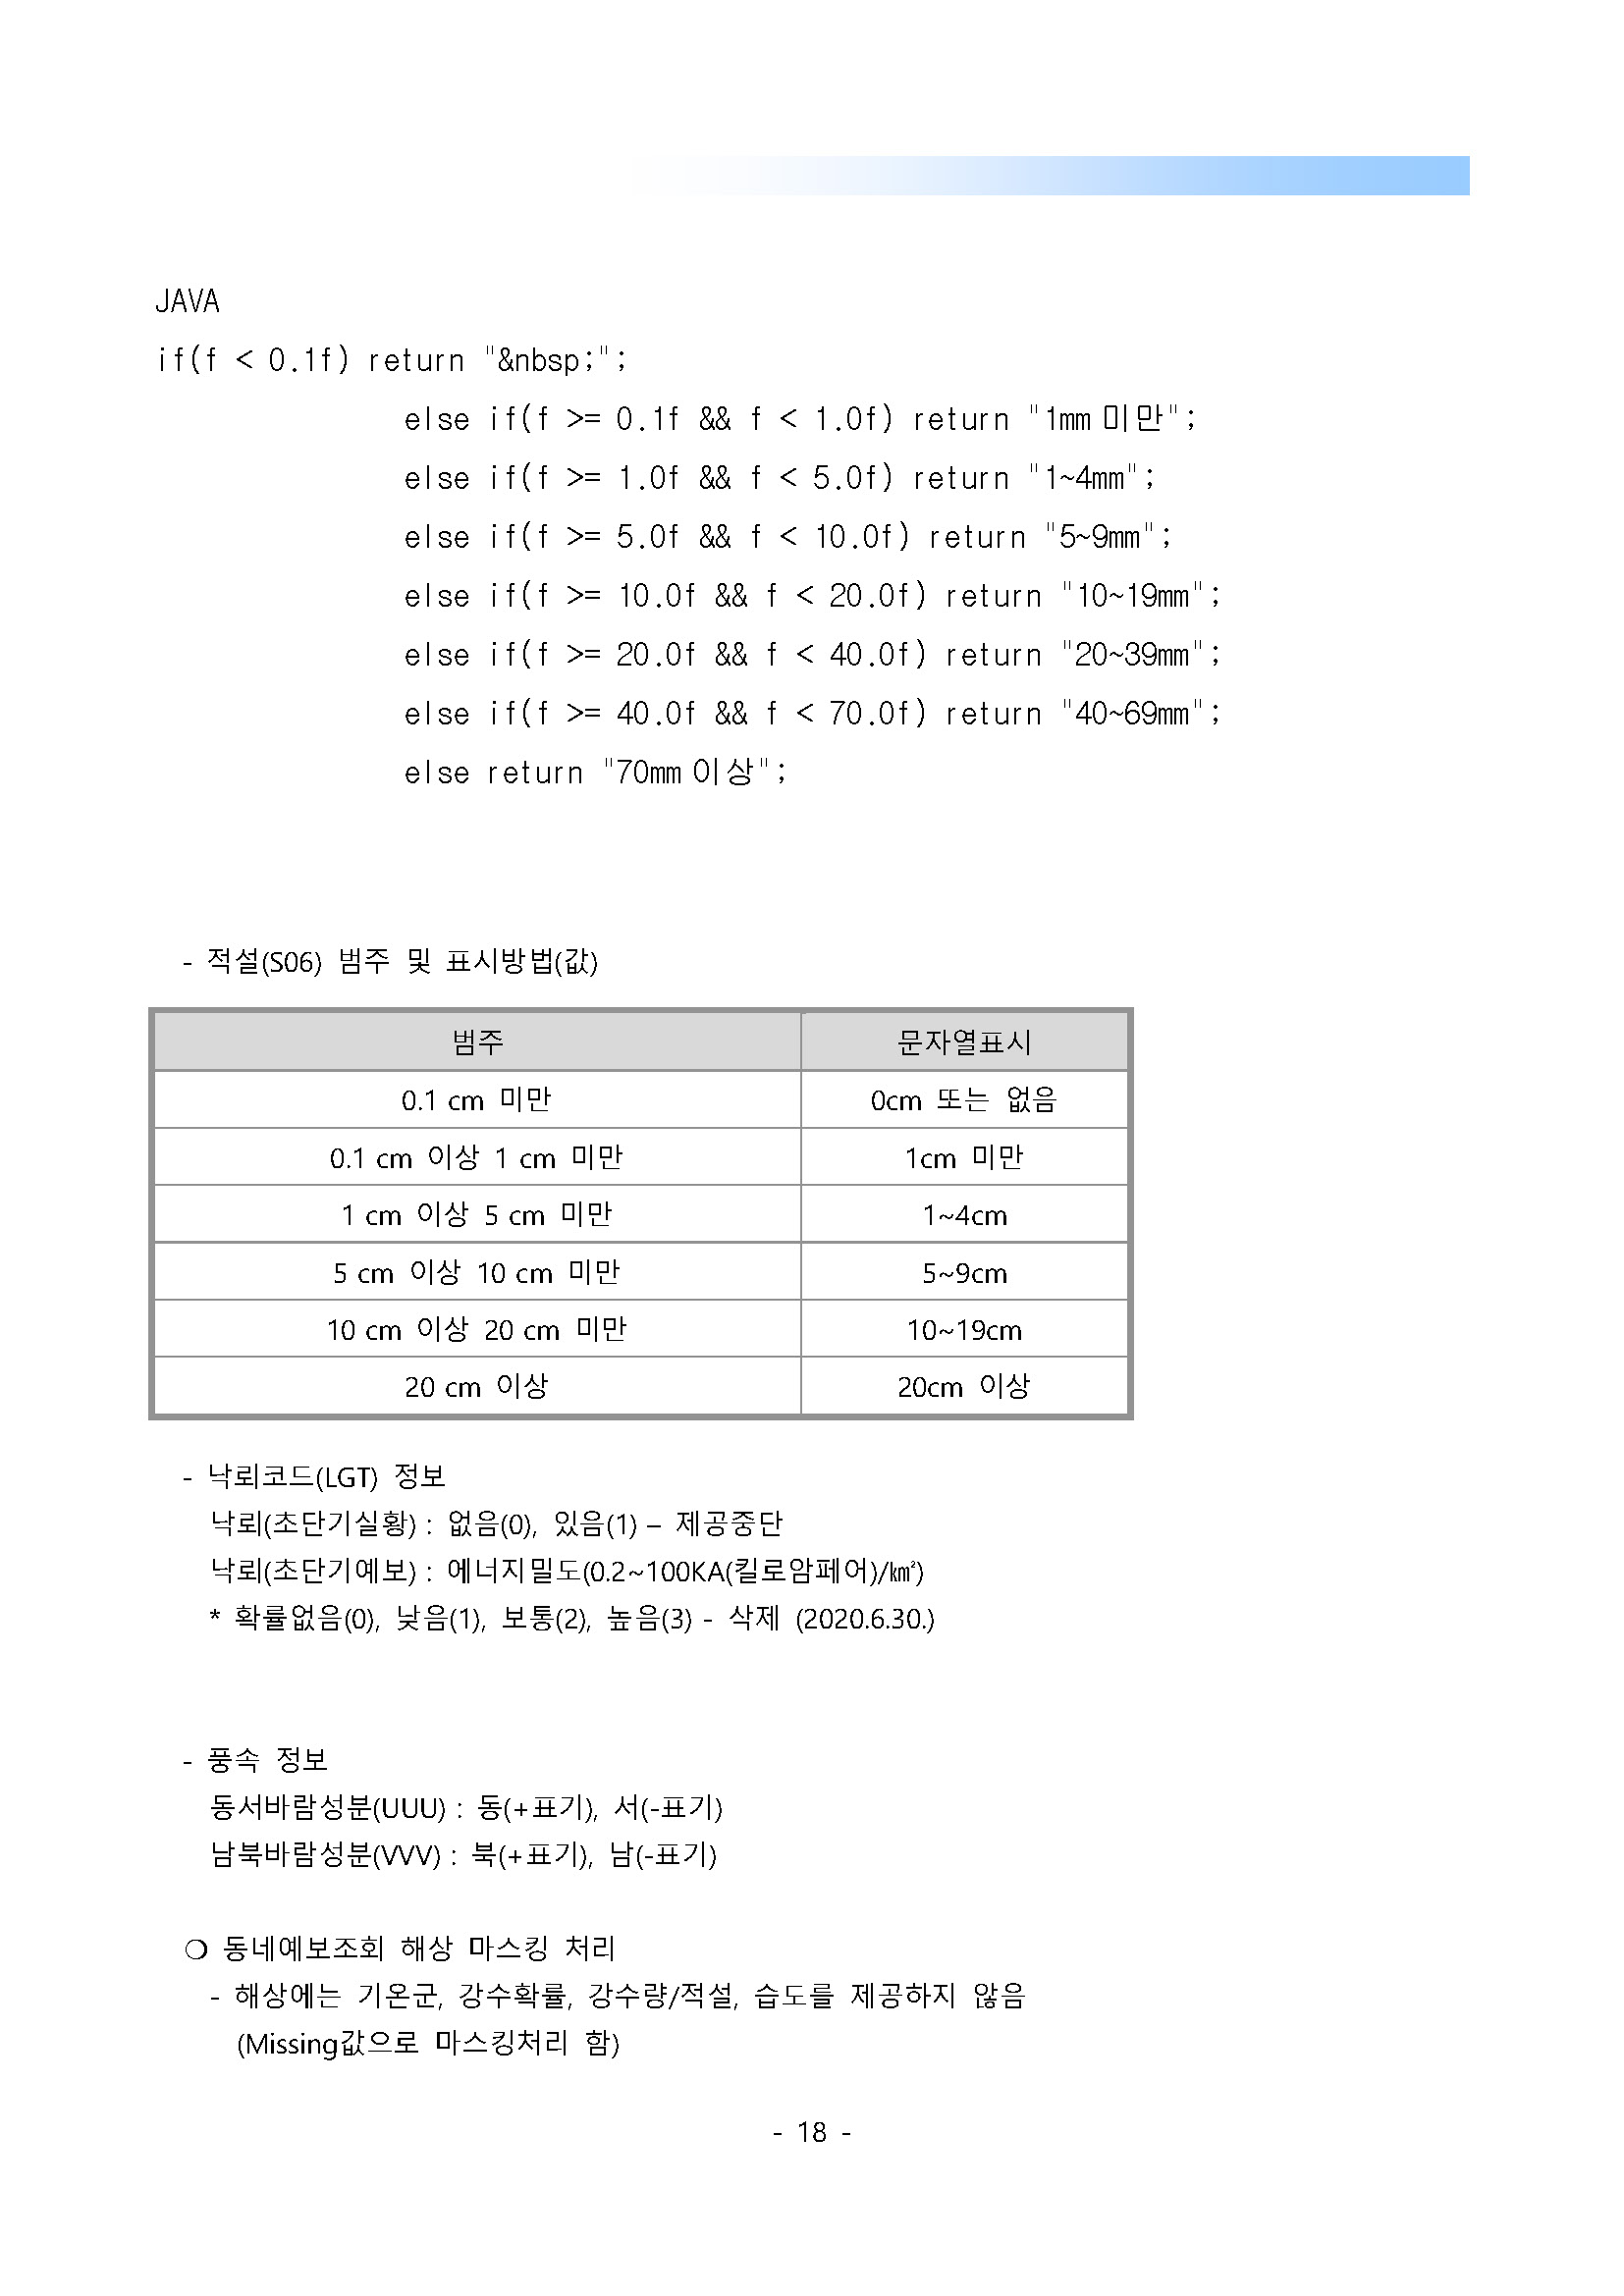 JAVA
if(f < 0.1f) return "&nbsp;";
else if(f >= 0.1f && f < 1.0f) return "1mm 미만";
else if(f >= 1.0f && f < 5.0f) return "1~4mm";
else if(f >= 5.0f && f < 10.0f) return "5~9mm";
else if(f >= 10.0f && f < 20.0f) return "10~19mm";
else if(f >= 20.0f && f < 40.0f) return "20~39mm";
else if(f >= 40.0f && f < 70.0f) return "40~69mm";
else return "70mm 이상";
- 적설(S06) 범주 및 표시방법(값)
범주 문자열표시
0.1 cm 미만 0cm 또는 없음
0.1 cm 이상 1 cm 미만 1cm 미만
1 cm 이상 5 cm 미만 1~4cm
5 cm 이상 10 cm 미만 5~9cm
10 cm 이상 20 cm 미만 10~19cm
20 cm 이상 20cm 이상
- 낙뢰코드(LGT) 정보
낙뢰(초단기실황) : 없음(0), 있음(1) – 제공중단
낙뢰(초단기예보) : 에너지밀도(0.2~100KA(킬로암페어)/㎢)
* 확률없음(0), 낮음(1), 보통(2), 높음(3) - 삭제 (2020.6.30.)
- 풍속 정보
동서바람성분(UUU) : 동(+표기), 서(-표기)
남북바람성분(VVV) : 북(+표기), 남(-표기)
❍ 동네예보조회 해상 마스킹 처리
- 해상에는 기온군, 강수확률, 강수량/적설, 습도를 제공하지 않음
(Missing값으로 마스킹처리 함)
- 18 -